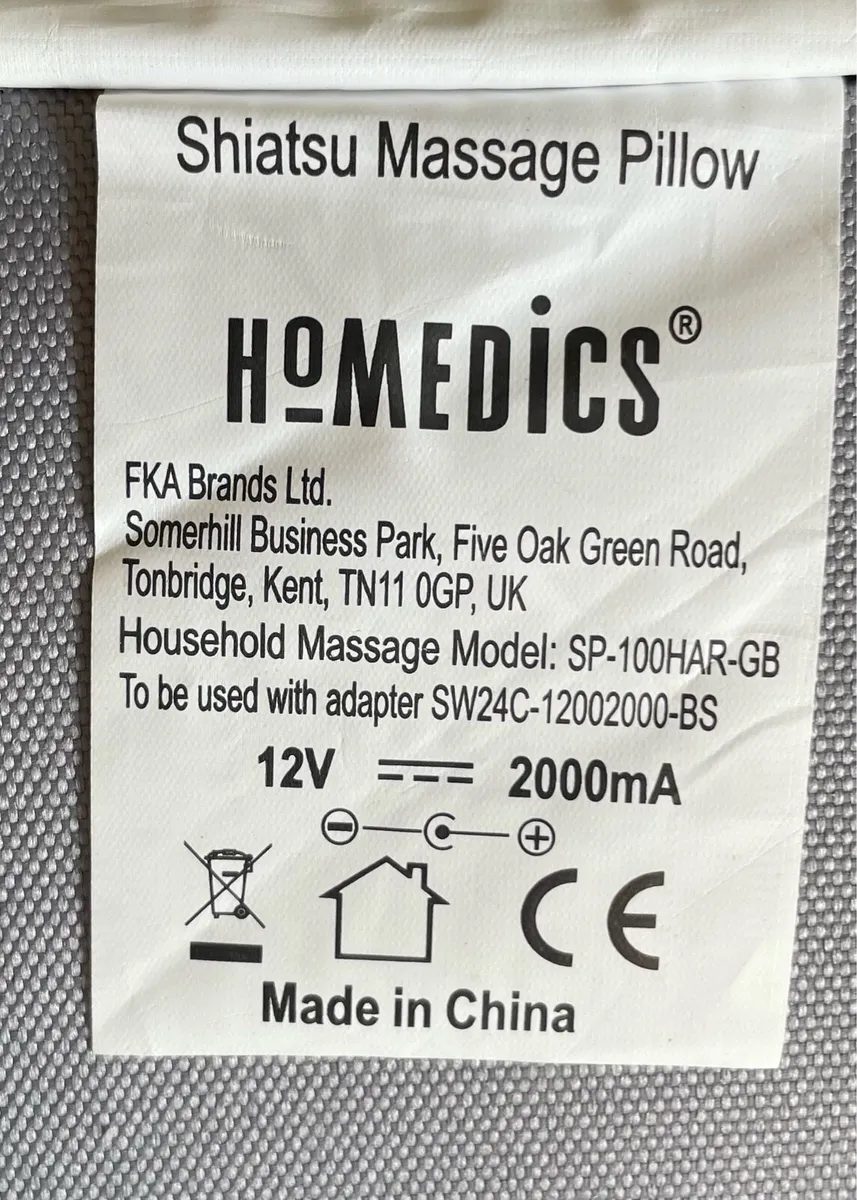 Shiatsu Massage Pillow
HoMEDiCS®
FKA Brands Ltd.
Somerhill Business Park, Five Oak Green Road,
Tonbridge, Kent, TN11 0GP, UK
Household Massage Model: SP-100HAR-GB
To be used with adapter SW24C-12002000-BS
12V ⎓ 2000mA
CE
Made in China